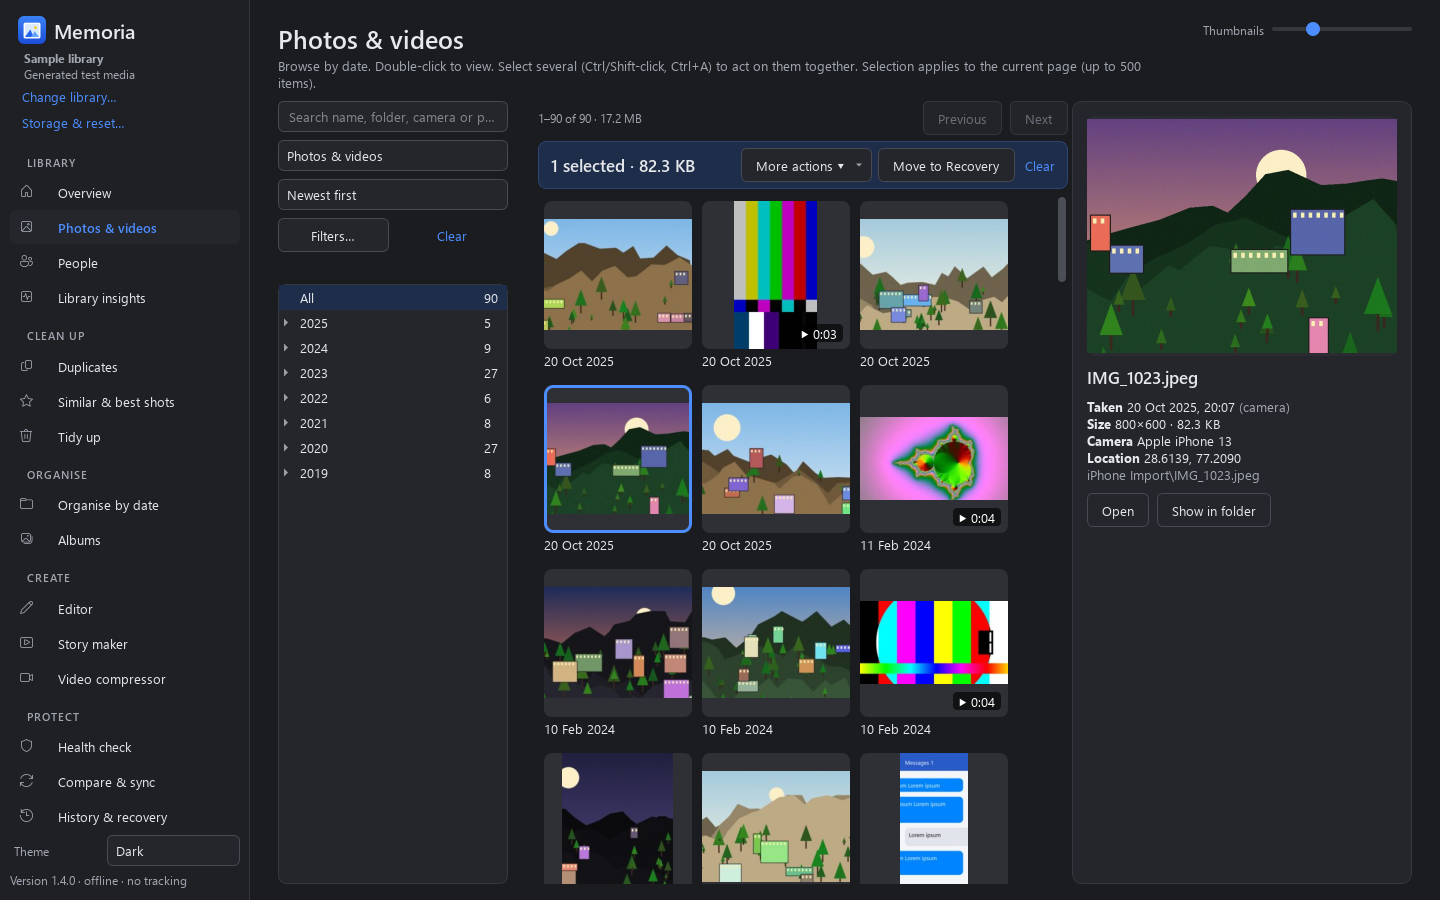 Memoria
Sample library
Generated test media
Change library...
Storage & reset...
LIBRARY
Overview
Photos & videos
People
Library insights
CLEAN UP
Duplicates
Similar & best shots
Tidy up
ORGANISE
Organise by date
Albums
CREATE
Editor
Story maker
Video compressor
PROTECT
Health check
Compare & sync
History & recovery
Theme
Dark
Version 1.4.0 · offline · no tracking
Photos & videos
Browse by date. Double-click to view. Select several (Ctrl/Shift-click, Ctrl+A) to act on them together. Selection applies to the current page (up to 500
items).
Thumbnails
Search name, folder, camera or p...
Photos & videos
Newest first
Filters...
Clear
All 90
2025 5
2024 9
2023 27
2022 6
2021 8
2020 27
2019 8
1–90 of 90 · 17.2 MB
Previous
Next
1 selected · 82.3 KB
More actions
Move to Recovery
Clear
0:03
20 Oct 2025
20 Oct 2025
20 Oct 2025
0:04
20 Oct 2025
20 Oct 2025
11 Feb 2024
0:04
10 Feb 2024
10 Feb 2024
10 Feb 2024
Messages 1
Lorem ipsum
Lorem ipsum
Lorem ipsum
Lorem ipsum
IMG_1023.jpeg
Taken 20 Oct 2025, 20:07 (camera)
Size 800×600 · 82.3 KB
Camera Apple iPhone 13
Location 28.6139, 77.2090
iPhone Import\IMG_1023.jpeg
Open
Show in folder